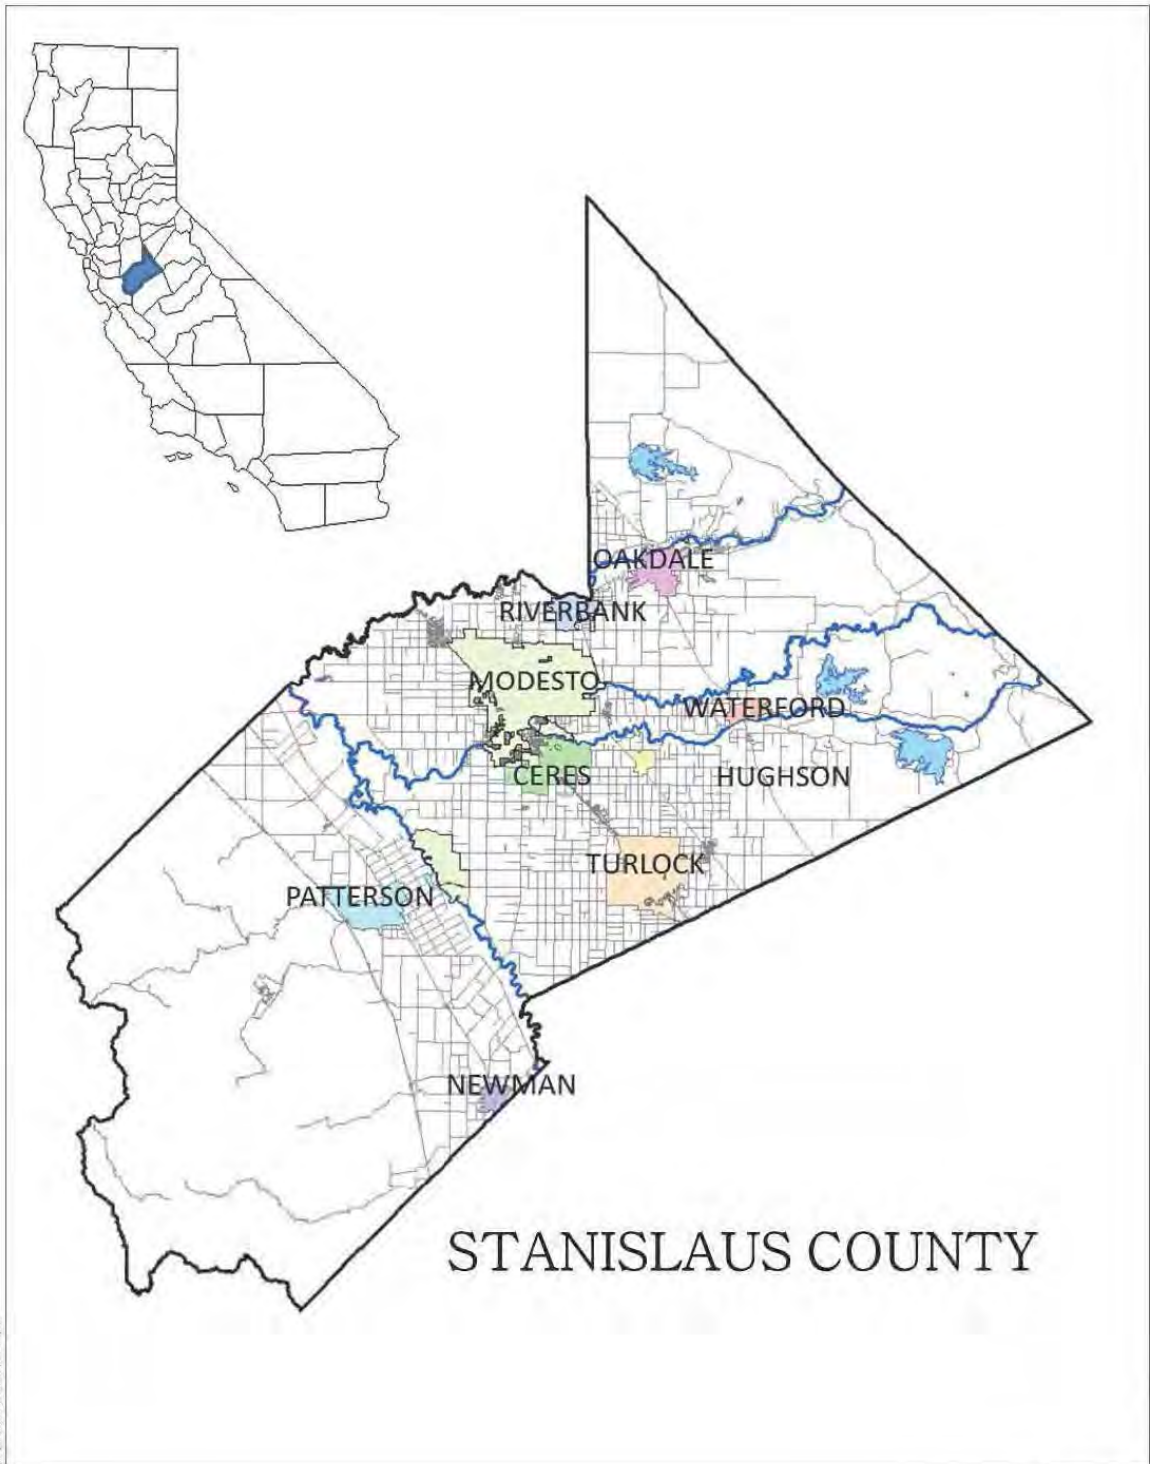 OAKDALE
RIVERBANK
MODESTO
WATERFORD
CERES
HUGHSON
TURLOCK
PATTERSON
NEWMAN
STANISLAUS COUNTY